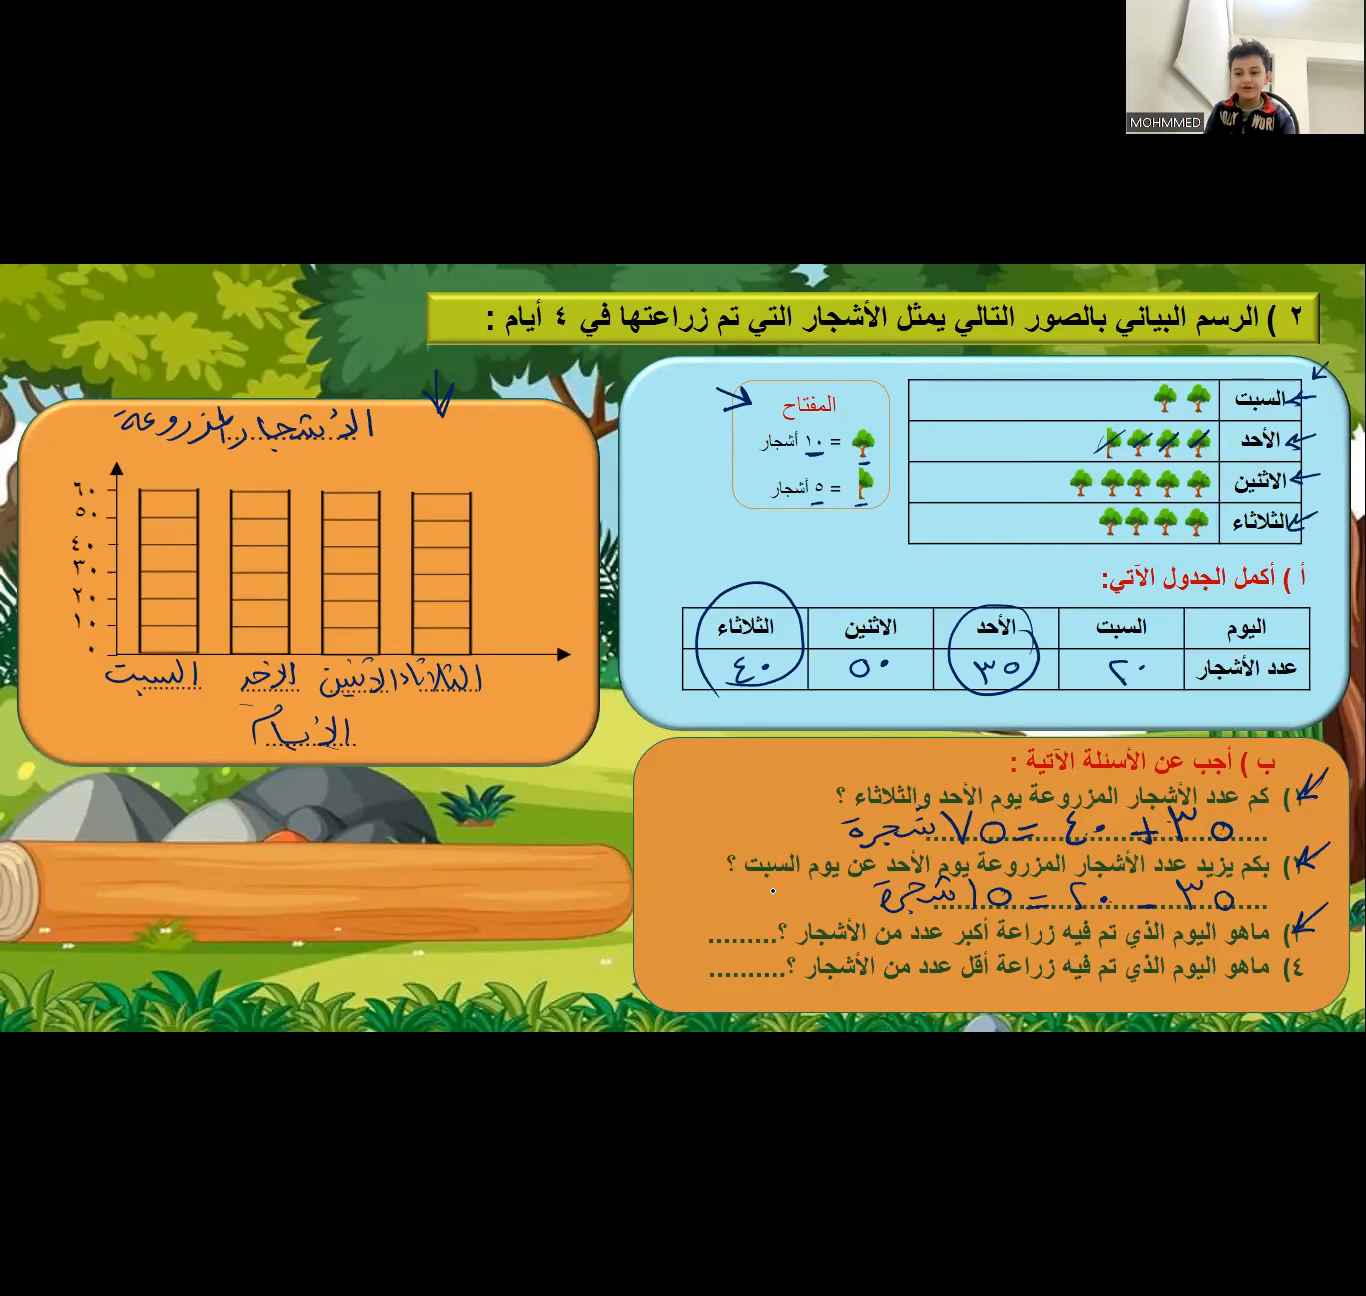 MOHMMED
٢ ) الرسم البياني بالصور التالي يمثل الأشجار التي تم زراعتها في ٤ أيام :
السبت
الأحد
الاثنين
الثلاثاء
المفتاح
= ١٠ أشجار
= ٥ أشجار
أ ) أكمل الجدول الآتي:
اليوم السبت الأحد الاثنين الثلاثاء
عدد الأشجار ٢٠ ٣٥ ٥٠ ٤٠
الأشجار المزروعة
٦٠
٥٠
٤٠
٣٠
٢٠
١٠
٠
السبت الأحد الاثنين الثلاثاء
الأيام
ب ) أجب عن الأسئلة الآتية :
١) كم عدد الأشجار المزروعة يوم الأحد والثلاثاء ؟
٣٥ + ٤٠ = ٧٥ شجرة
٢) بكم يزيد عدد الأشجار المزروعة يوم الأحد عن يوم السبت ؟
٣٥ - ٢٠ = ١٥ شجرة
٣) ماهو اليوم الذي تم فيه زراعة أكبر عدد من الأشجار ؟.........
٤) ماهو اليوم الذي تم فيه زراعة أقل عدد من الأشجار ؟..........